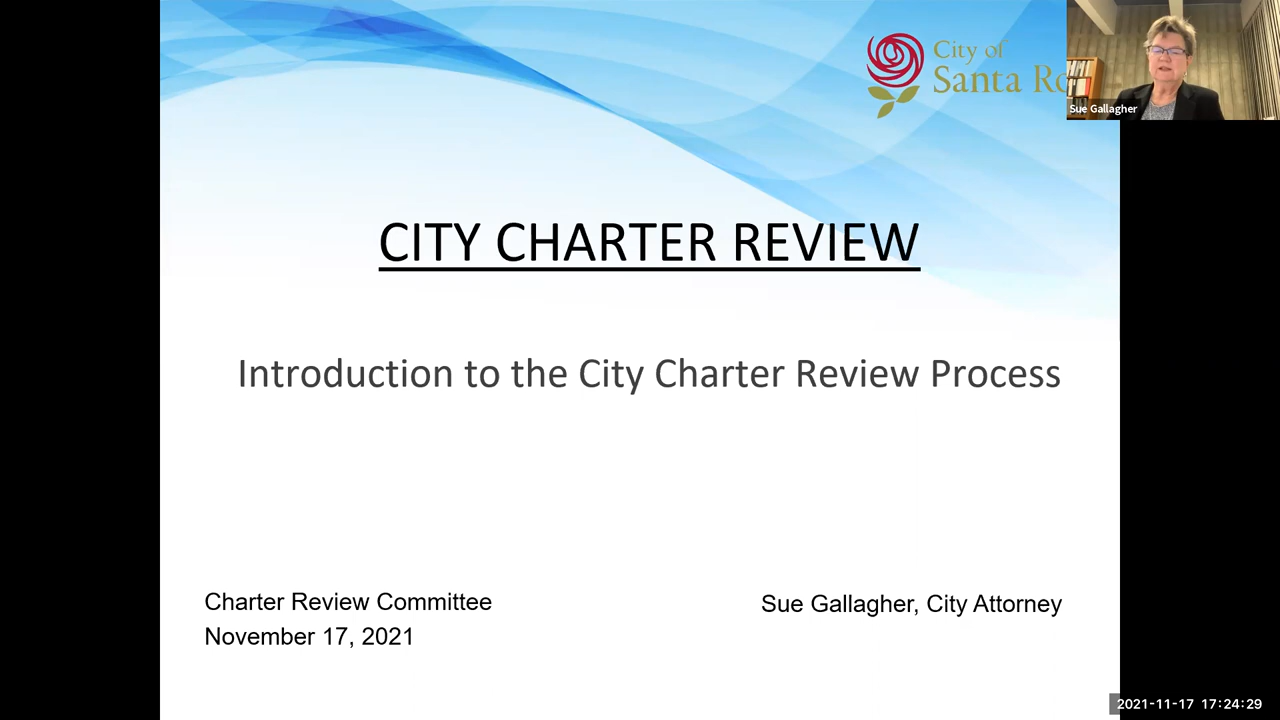 City of
Santa Ro
Sue Gallagher
CITY CHARTER REVIEW
Introduction to the City Charter Review Process
Charter Review Committee
November 17, 2021
Sue Gallagher, City Attorney
2021-11-17 17:24:29